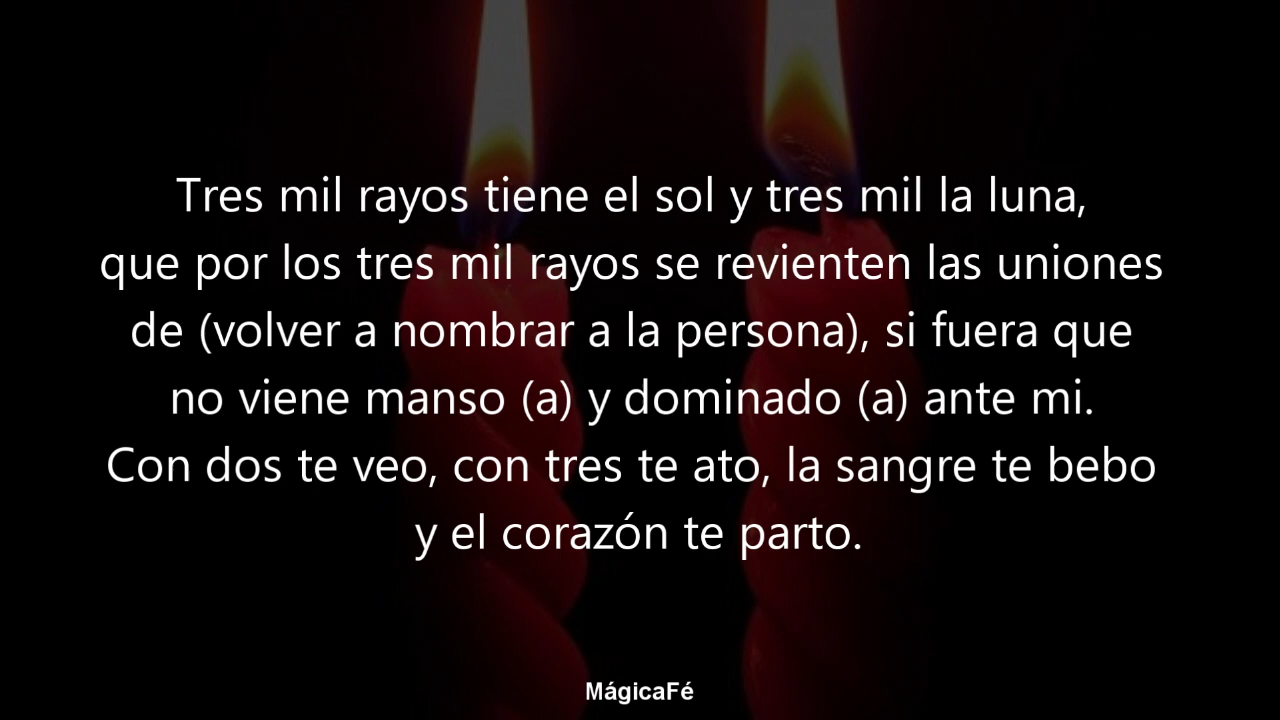 Tres mil rayos tiene el sol y tres mil la luna,
que por los tres mil rayos se revienten las uniones
de (volver a nombrar a la persona), si fuera que
no viene manso (a) y dominado (a) ante mi.
Con dos te veo, con tres te ato, la sangre te bebo
y el corazón te parto.
MágicaFé